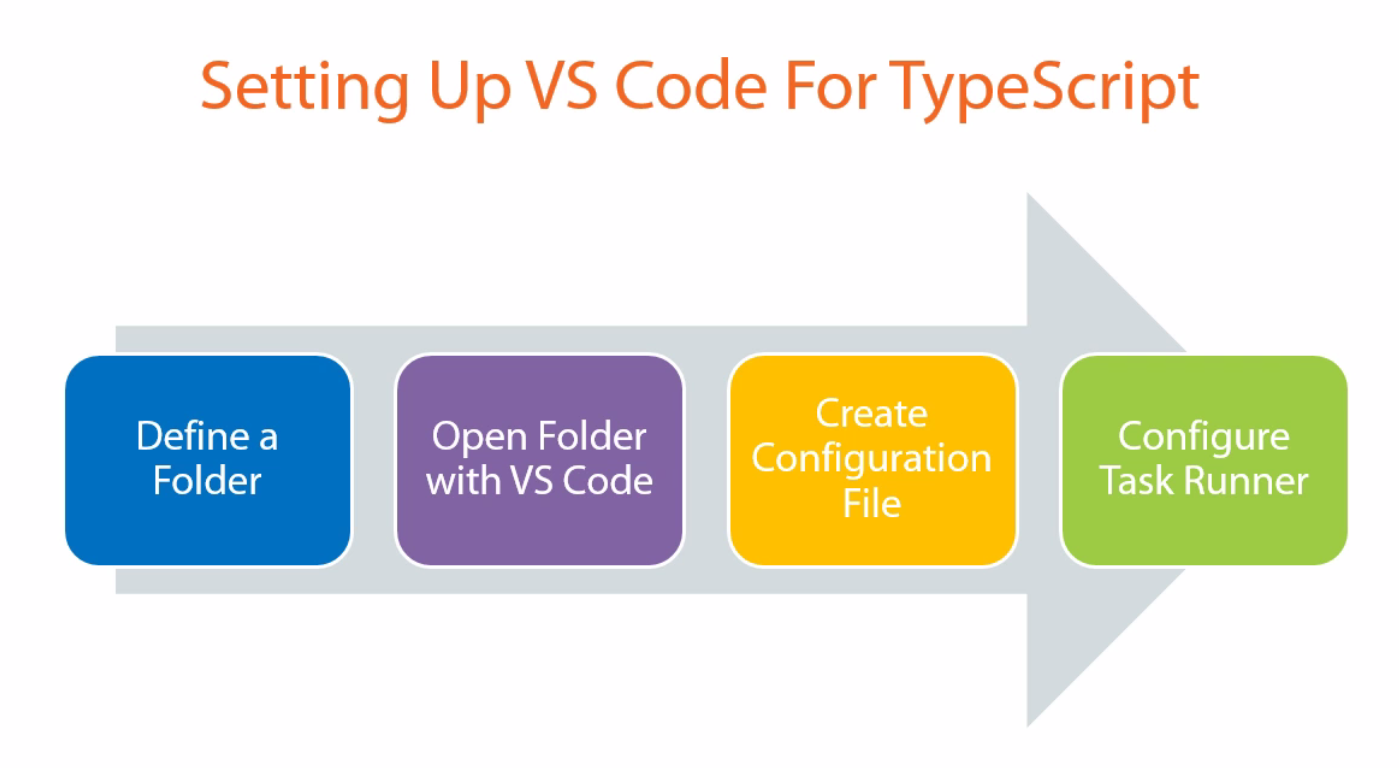 Setting Up VS Code For TypeScript
Define a
Folder
Open Folder
with VS Code
Create
Configuration
File
Configure
Task Runner